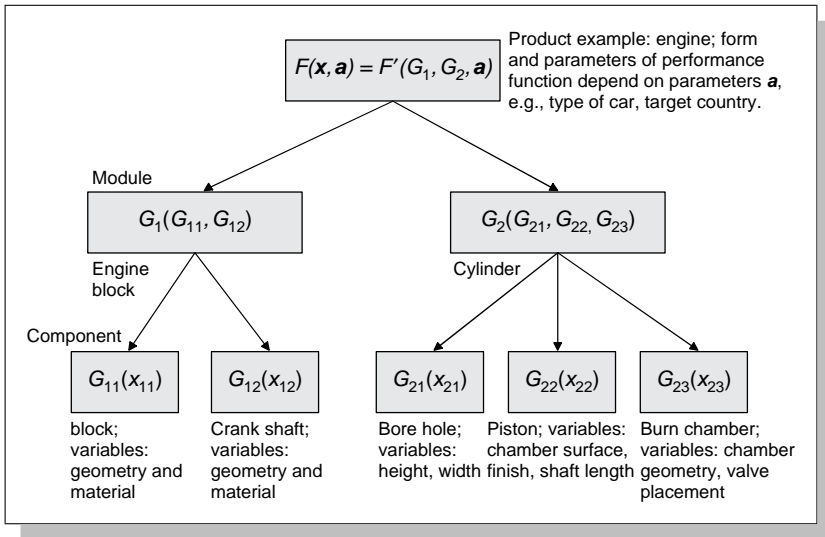 F(x, a) = F′(G₁, G₂, a)
Product example: engine; form
and parameters of performance
function depend on parameters a,
e.g., type of car, target country.
Module
G₁(G₁₁, G₁₂)
G₂(G₂₁, G₂₂, G₂₃)
Engine
block
Cylinder
Component
G₁₁(x₁₁)
G₁₂(x₁₂)
G₂₁(x₂₁)
G₂₂(x₂₂)
G₂₃(x₂₃)
block;
variables:
geometry and
material
Crank shaft;
variables:
geometry and
material
Bore hole;
variables:
height, width
Piston; variables:
chamber surface,
finish, shaft length
Burn chamber;
variables: chamber
geometry, valve
placement